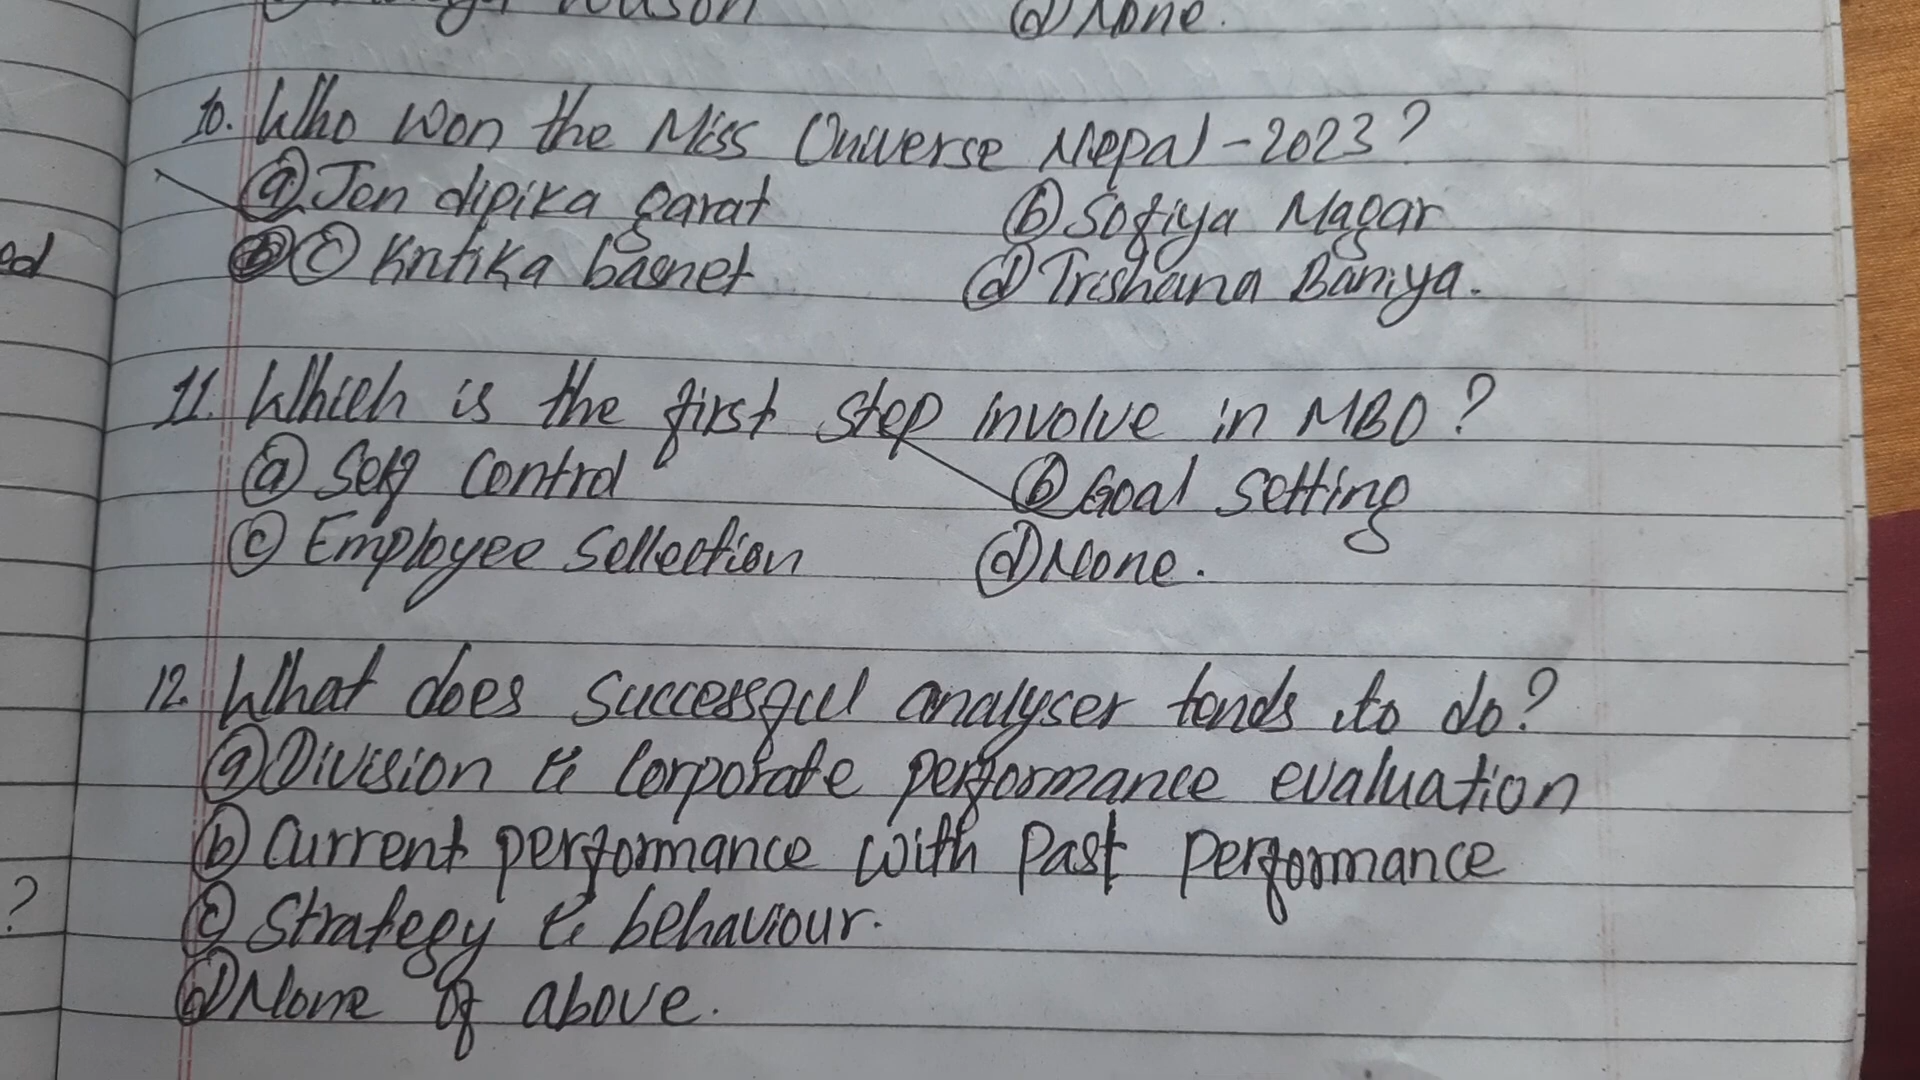 @ None.
10. Who won the Miss Universe Nepal-2023?
@ Jen dipika garat (b) Sofiya Magar
(c) Kritika basnet (d) Trishana Baniya.
ed
11. Which is the first step involve in MBO?
(a) Self Control (b) Goal Setting
(c) Employee Sellection (d) None.
12. What does successful analyser tends to do?
(a) Division & Corporate performance evaluation
(b) Current performance with Past performance
?
(c) Strategy & behaviour.
(d) None of above.